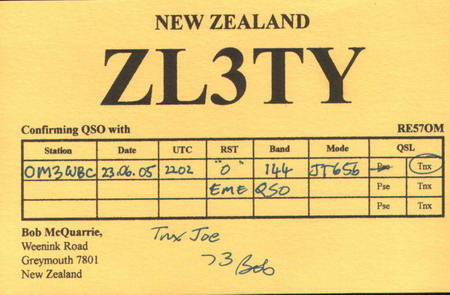 NEW ZEALAND
ZL3TY
Confirming QSO with RE57OM
Station Date UTC RST Band Mode QSL
OM3WBC 23.06.05 2202 "O" 144 JT65B Pse Tnx
EME QSO Pse Tnx
Pse Tnx
Bob McQuarrie,
Weenink Road
Greymouth 7801
New Zealand
Tnx Joe
73 Bob